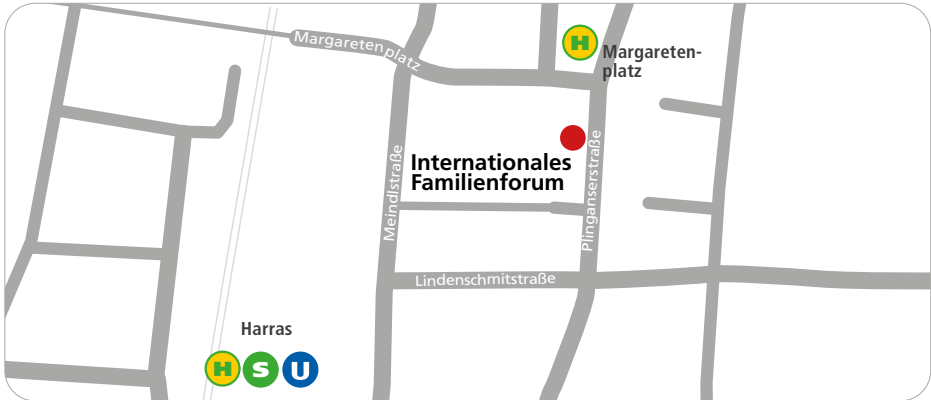 Margaretenplatz
H
Margareten-
platz
Internationales
Familienforum
Meindlstraße
Plinganserstraße
Lindenschmitstraße
Harras
H S U